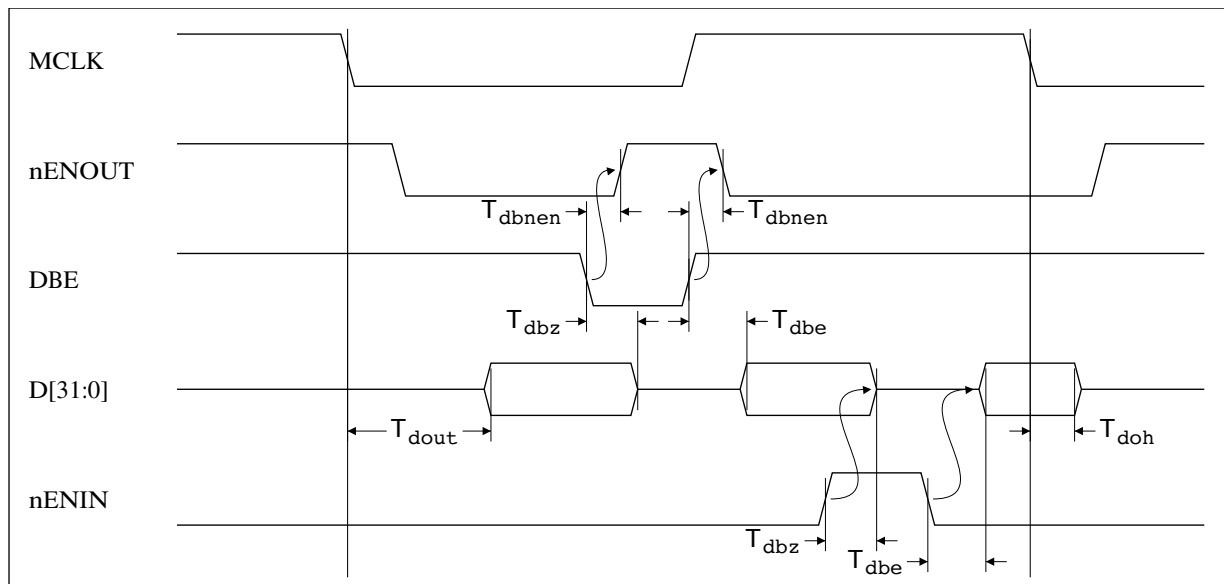 MCLK
nENOUT
Tdbnen Tdbnen
DBE
Tdbz Tdbe
D[31:0]
Tdout Tdoh
nENIN
Tdbz Tdbe